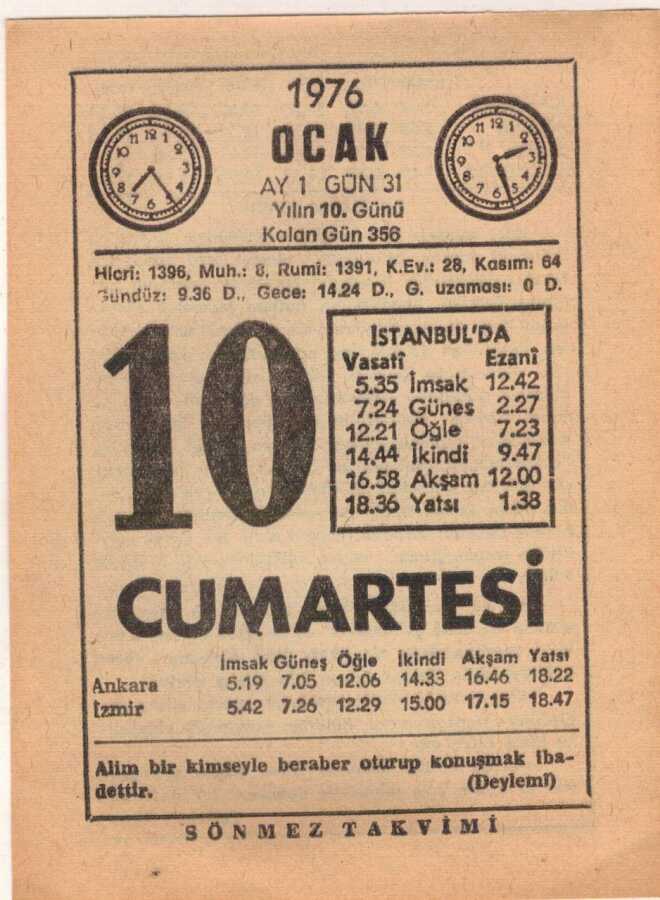 1976
OCAK
AY 1 GÜN 31
Yılın 10. Günü
Kalan Gün 356
Hicrî: 1396, Muh.: 8, Rumî: 1391, K.Ev.: 28, Kasım: 64
Gündüz: 9.36 D., Gece: 14.24 D., G. uzaması: 0 D.
10
İSTANBUL'DA
Vasatî Ezanî
5.35 İmsak 12.42
7.24 Güneş 2.27
12.21 Öğle 7.23
14.44 İkindi 9.47
16.58 Akşam 12.00
18.36 Yatsı 1.38
CUMARTESİ
İmsak Güneş Öğle İkindi Akşam Yatsı
Ankara 5.19 7.05 12.06 14.33 16.46 18.22
İzmir 5.42 7.26 12.29 15.00 17.15 18.47
Alim bir kimseyle beraber oturup konuşmak iba-
dettir. (Deylemî)
SÖNMEZ TAKVİMİ